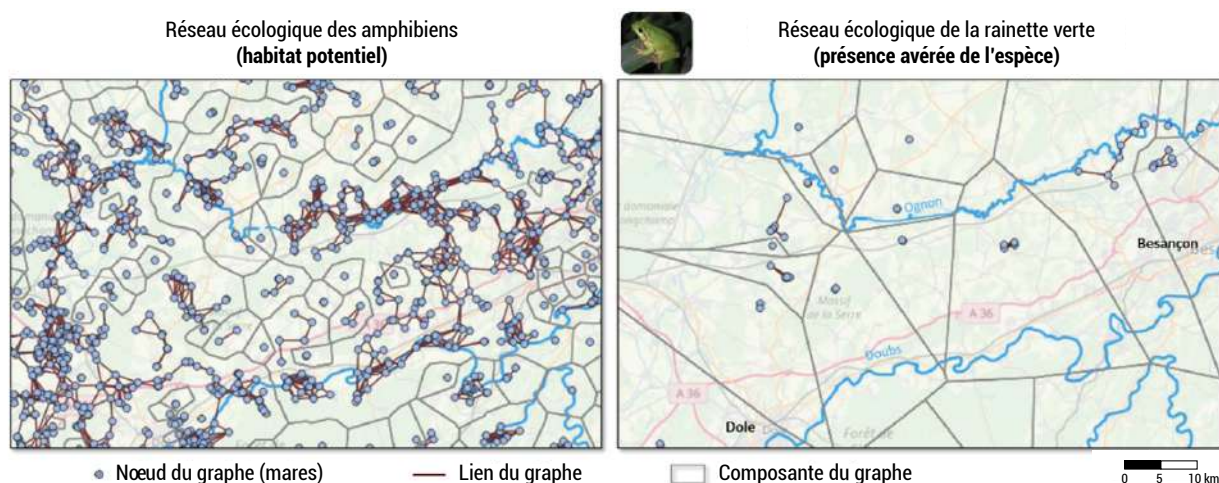 Réseau écologique des amphibiens
(habitat potentiel)
Réseau écologique de la rainette verte
(présence avérée de l'espèce)
A 36
Ognon
Besançon
Massif
de la Serre
A 36
Doubs
A 36
Dole
Forêt de
Nœud du graphe (mares)
Lien du graphe
Composante du graphe
0 5 10 km